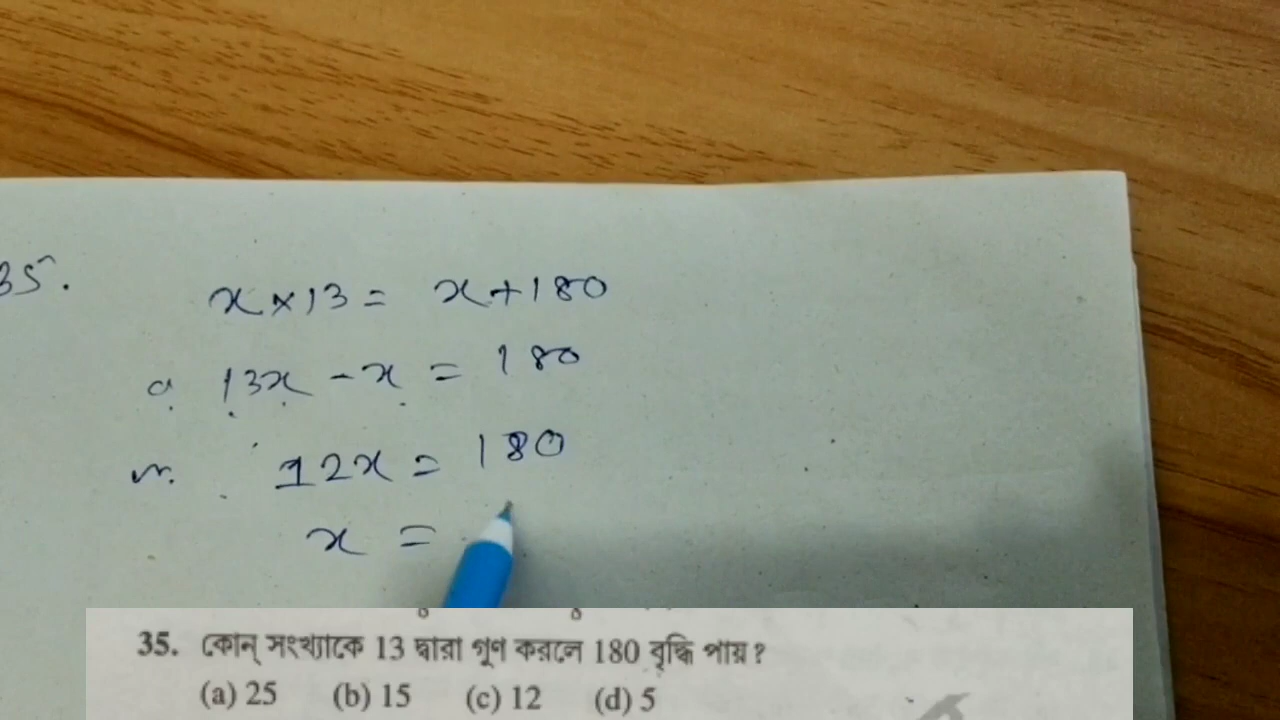 35.
x × 13 = x + 180
13x - x = 180
12x = 180
x =
35. কোন্ সংখ্যাকে 13 দ্বারা গুণ করলে 180 বৃদ্ধি পায় ?
(a) 25 (b) 15 (c) 12 (d) 5